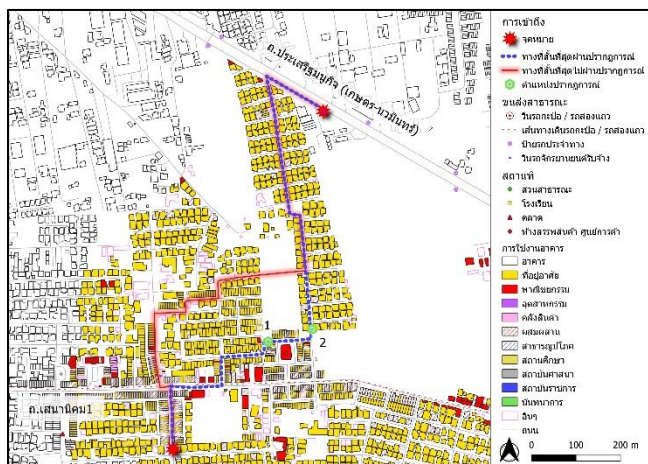 ถ.ประเสริฐมนูกิจ (เกษตร-นวมินทร์)
1
2
ถ.เสนานิคม1
การเข้าถึง
จุดหมาย
ทางที่สั้นที่สุดผ่านปรากฏการณ์
ทางที่สั้นที่สุดไม่ผ่านปรากฏการณ์
ตำแหน่งปรากฏการณ์
ขนส่งสาธารณะ
วินรถกะป๊อ / รถสองแถว
เส้นทางเดินรถกะป๊อ / รถสองแถว
ป้ายรถประจำทาง
วินรถจักรยานยนต์รับจ้าง
สถานที่
สวนสาธารณะ
โรงเรียน
ตลาด
ห้างสรรพสินค้า ศูนย์การค้า
การใช้งานอาคาร
อาคาร
ที่อยู่อาศัย
พาณิชยกรรม
อุตสาหกรรม
คลังสินค้า
ผสมผสาน
สาธารณูปโภค
สถานศึกษา
สถาบันศาสนา
สถาบันราชการ
นันทนาการ
อื่นๆ
ถนน
0 100 200 m